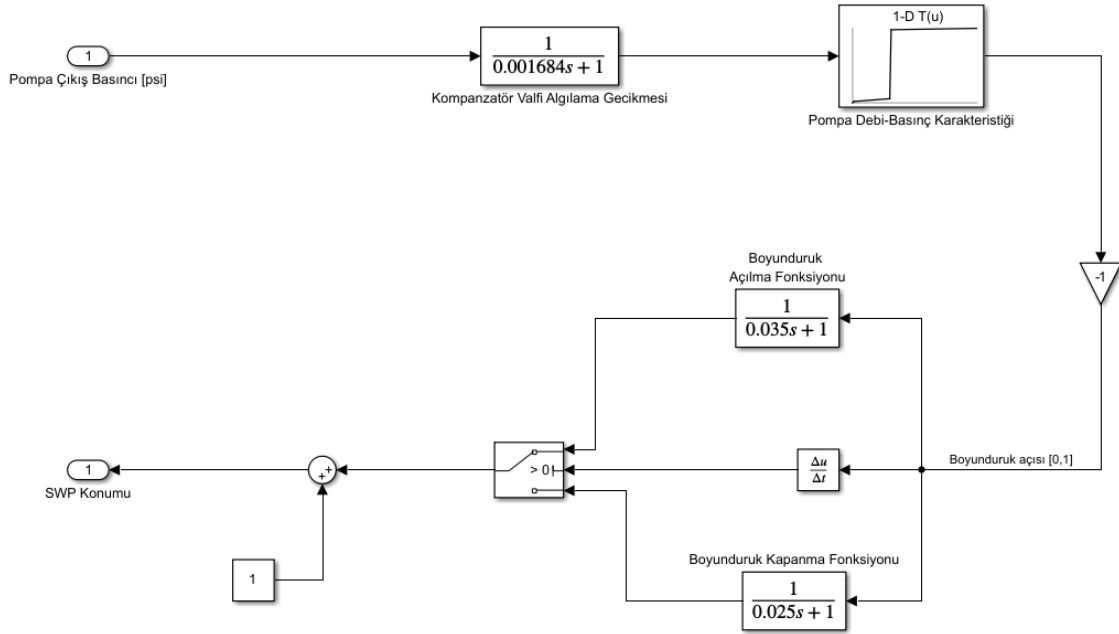 1
Pompa Çıkış Basıncı [psi]
1
0.001684s + 1
Kompanzatör Valfi Algılama Gecikmesi
1-D T(u)
Pompa Debi-Basınç Karakteristiği
-1
Boyunduruk
Açılma Fonksiyonu
1
0.035s + 1
> 0
Δu
Δt
Boyunduruk açısı [0,1]
1
SWP Konumu
+
+
1
Boyunduruk Kapanma Fonksiyonu
1
0.025s + 1